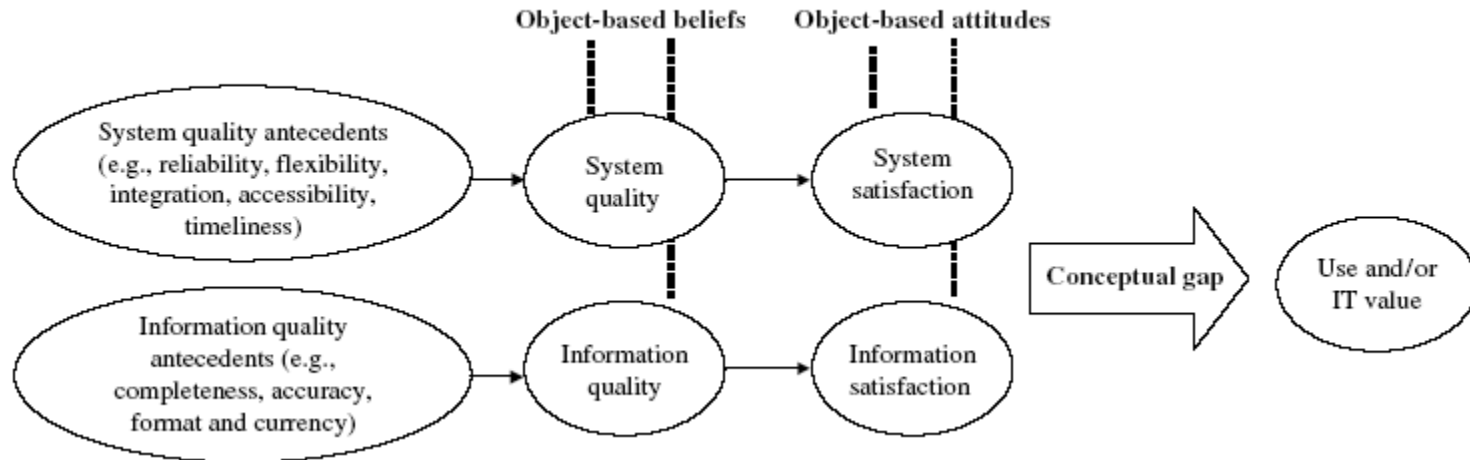 Object-based beliefs
Object-based attitudes
System quality antecedents
(e.g., reliability, flexibility,
integration, accessibility,
timeliness)
System
quality
System
satisfaction
Information quality
antecedents (e.g.,
completeness, accuracy,
format and currency)
Information
quality
Information
satisfaction
Conceptual gap
Use and/or
IT value